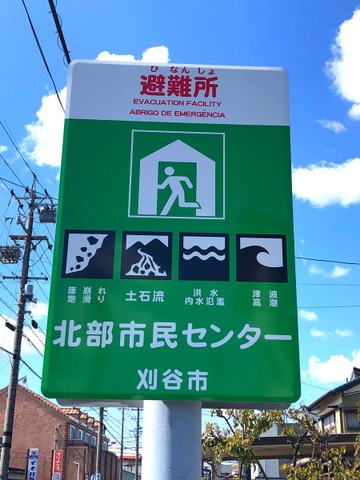 ひなんしょ
避難所
EVACUATION FACILITY
ABRIGO DE EMERGÊNCIA
崖崩れ
地滑り
土石流
洪水
内水氾濫
津波
高潮
北部市民センター
刈谷市